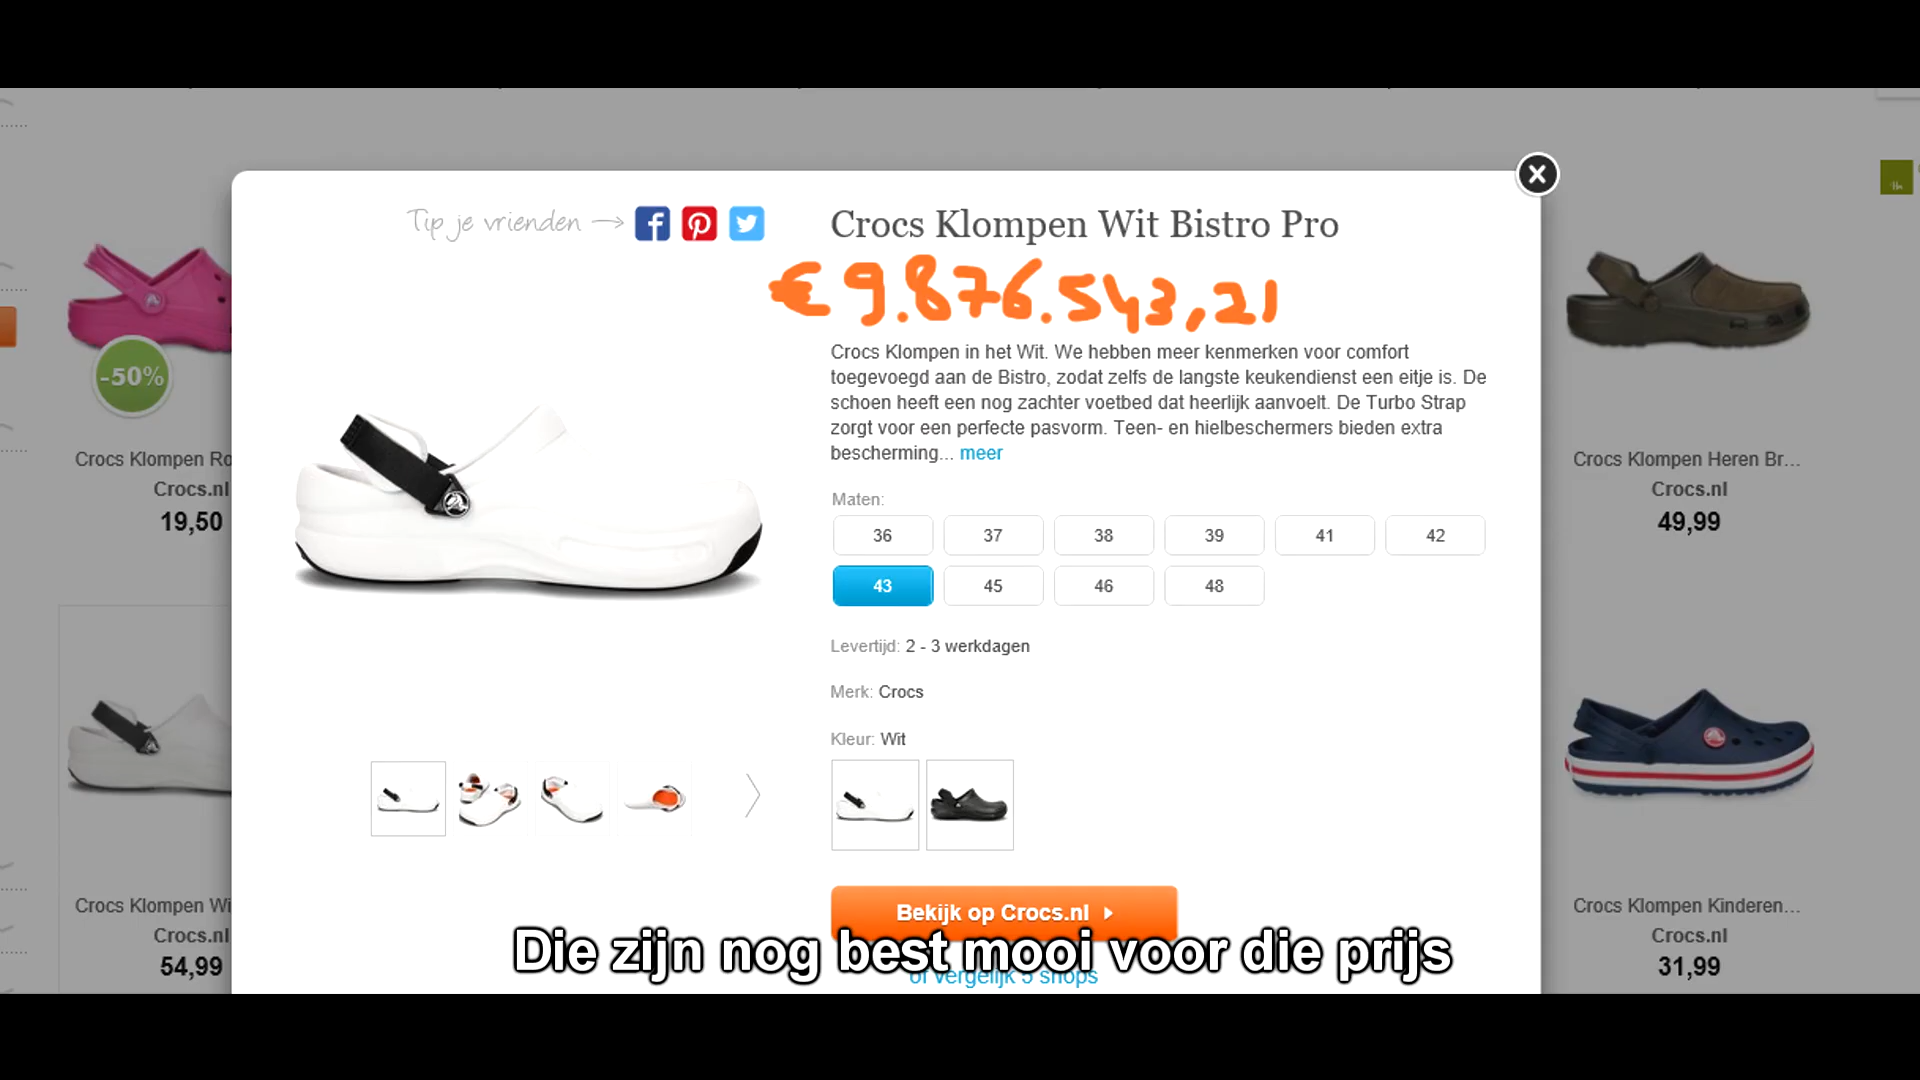 Tip je vrienden
Crocs Klompen Wit Bistro Pro
€ 9.876.543,21
Crocs Klompen in het Wit. We hebben meer kenmerken voor comfort
toegevoegd aan de Bistro, zodat zelfs de langste keukendienst een eitje is. De
schoen heeft een nog zachter voetbed dat heerlijk aanvoelt. De Turbo Strap
zorgt voor een perfecte pasvorm. Teen- en hielbeschermers bieden extra
bescherming... meer
Maten:
36 37 38 39 41 42
43 45 46 48
Levertijd: 2 - 3 werkdagen
Merk: Crocs
Kleur: Wit
Bekijk op Crocs.nl
of vergelijk 5 shops
Die zijn nog best mooi voor die prijs
-50%
Crocs Klompen Ro
Crocs.nl
19,50
Crocs Klompen Wi
Crocs.nl
54,99
Crocs Klompen Heren Br...
Crocs.nl
49,99
Crocs Klompen Kinderen...
Crocs.nl
31,99